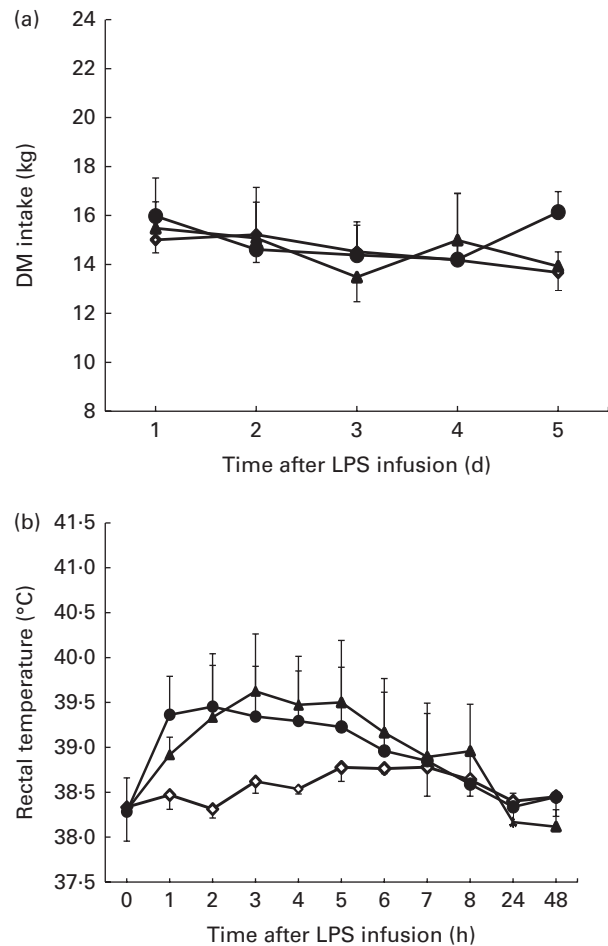 (a)
24
22
20
18
16
14
12
10
8
DM intake (kg)
1 2 3 4 5
Time after LPS infusion (d)
(b)
41·5
41·0
40·5
40·0
39·5
39·0
38·5
38·0
37·5
Rectal temperature (°C)
0 1 2 3 4 5 6 7 8 24 48
Time after LPS infusion (h)